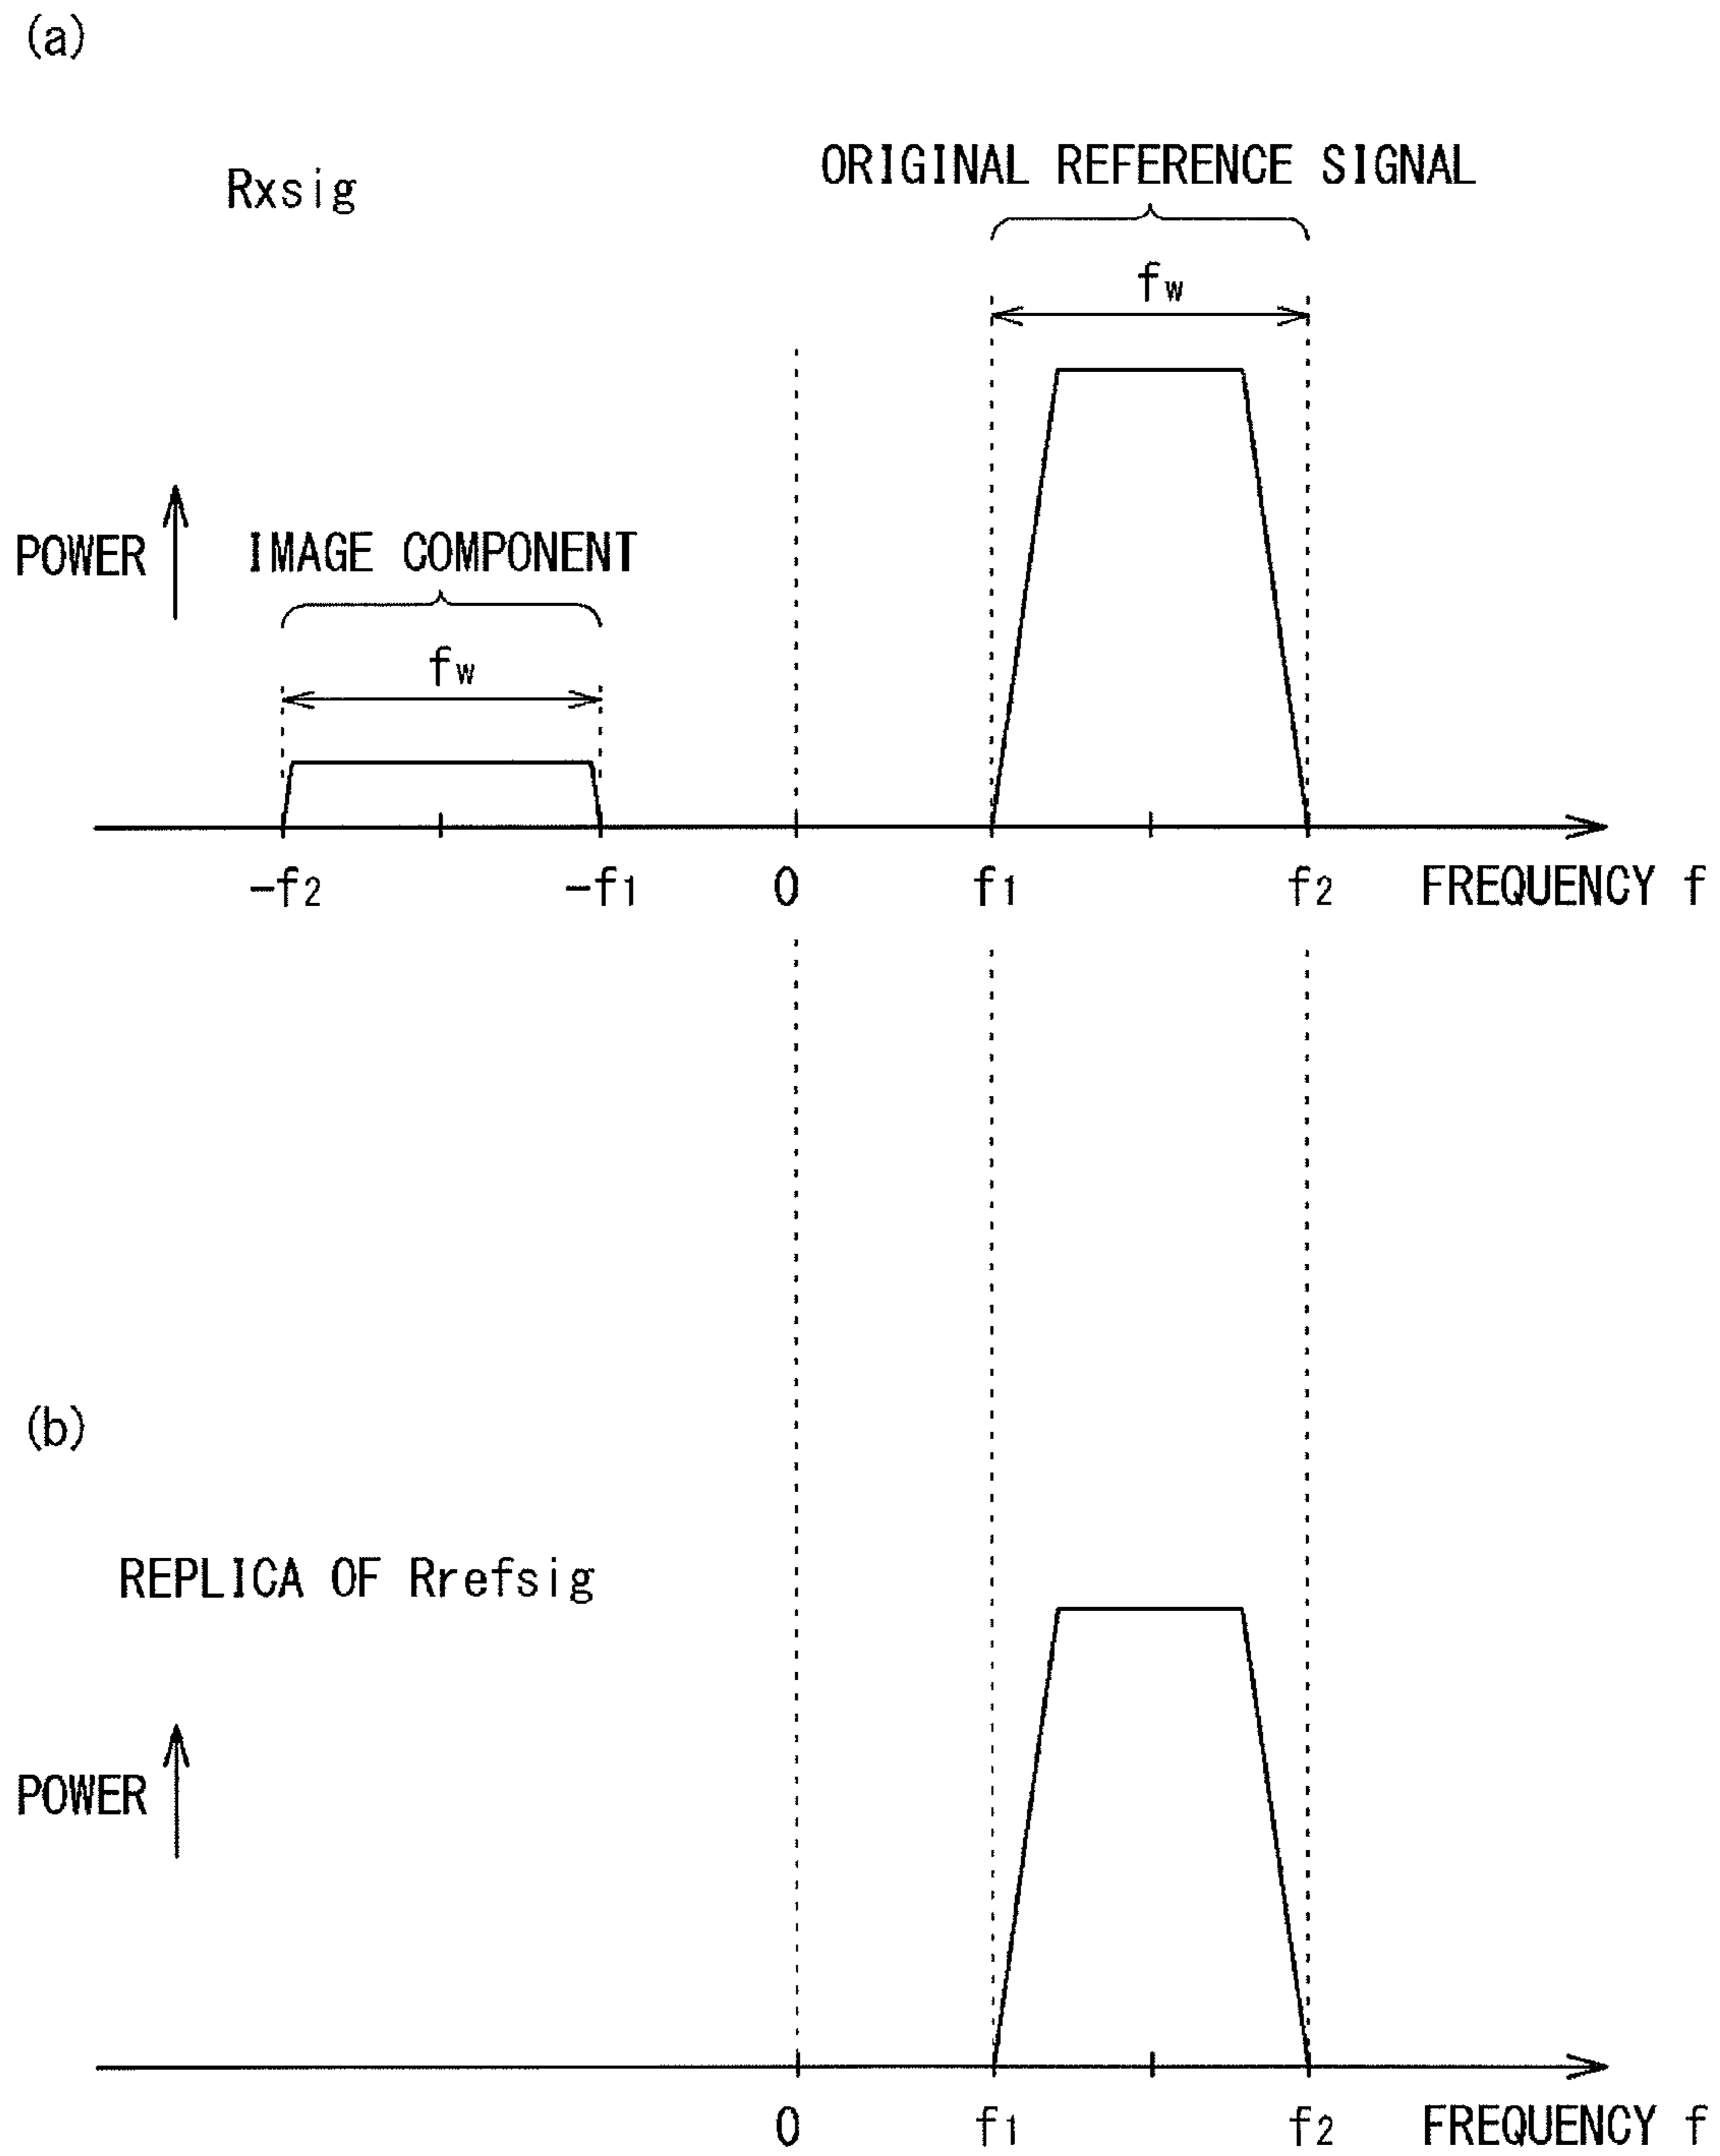 (a)
Rxsig
ORIGINAL REFERENCE SIGNAL
fw
POWER
IMAGE COMPONENT
fw
-f2 -f1 0 f1 f2 FREQUENCY f
(b)
REPLICA OF Rrefsig
POWER
0 f1 f2 FREQUENCY f